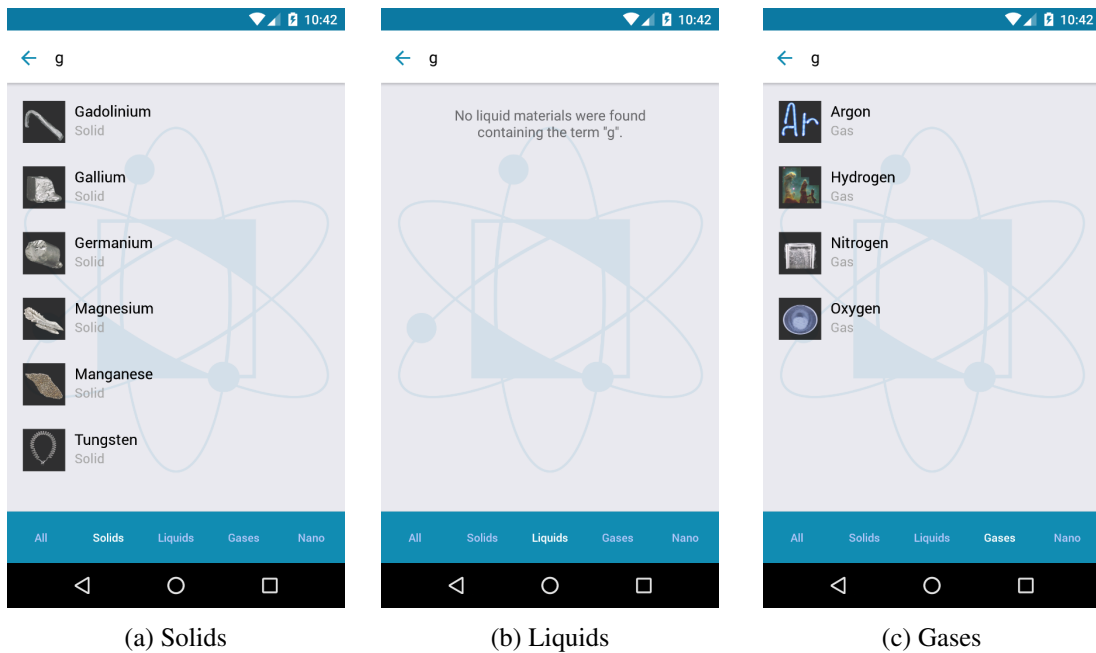 10:42
g
Gadolinium
Solid
Gallium
Solid
Germanium
Solid
Magnesium
Solid
Manganese
Solid
Tungsten
Solid
All Solids Liquids Gases Nano
(a) Solids
10:42
g
No liquid materials were found
containing the term "g".
All Solids Liquids Gases Nano
(b) Liquids
10:42
g
Ar
Argon
Gas
Hydrogen
Gas
Nitrogen
Gas
Oxygen
Gas
All Solids Liquids Gases Nano
(c) Gases